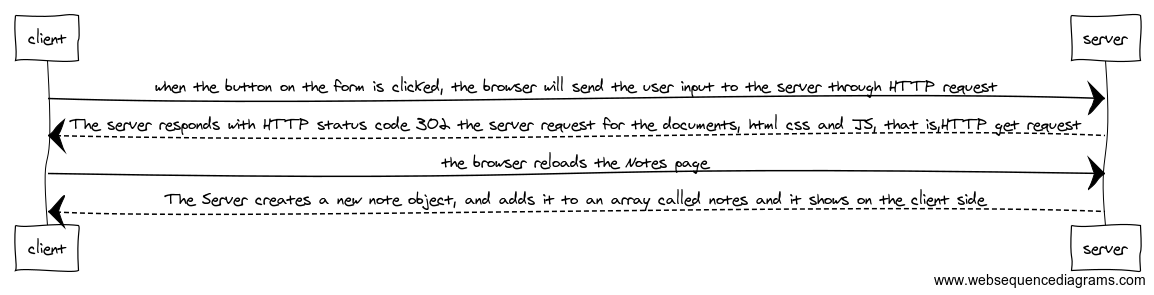 client server
when the button on the form is clicked, the browser will send the user input to the server through HTTP request
The server responds with HTTP status code 302 the server request for the documents, html css and JS, that is,HTTP get request
the browser reloads the Notes page
The Server creates a new note object, and adds it to an array called notes and it shows on the client side
client server
www.websequencediagrams.com